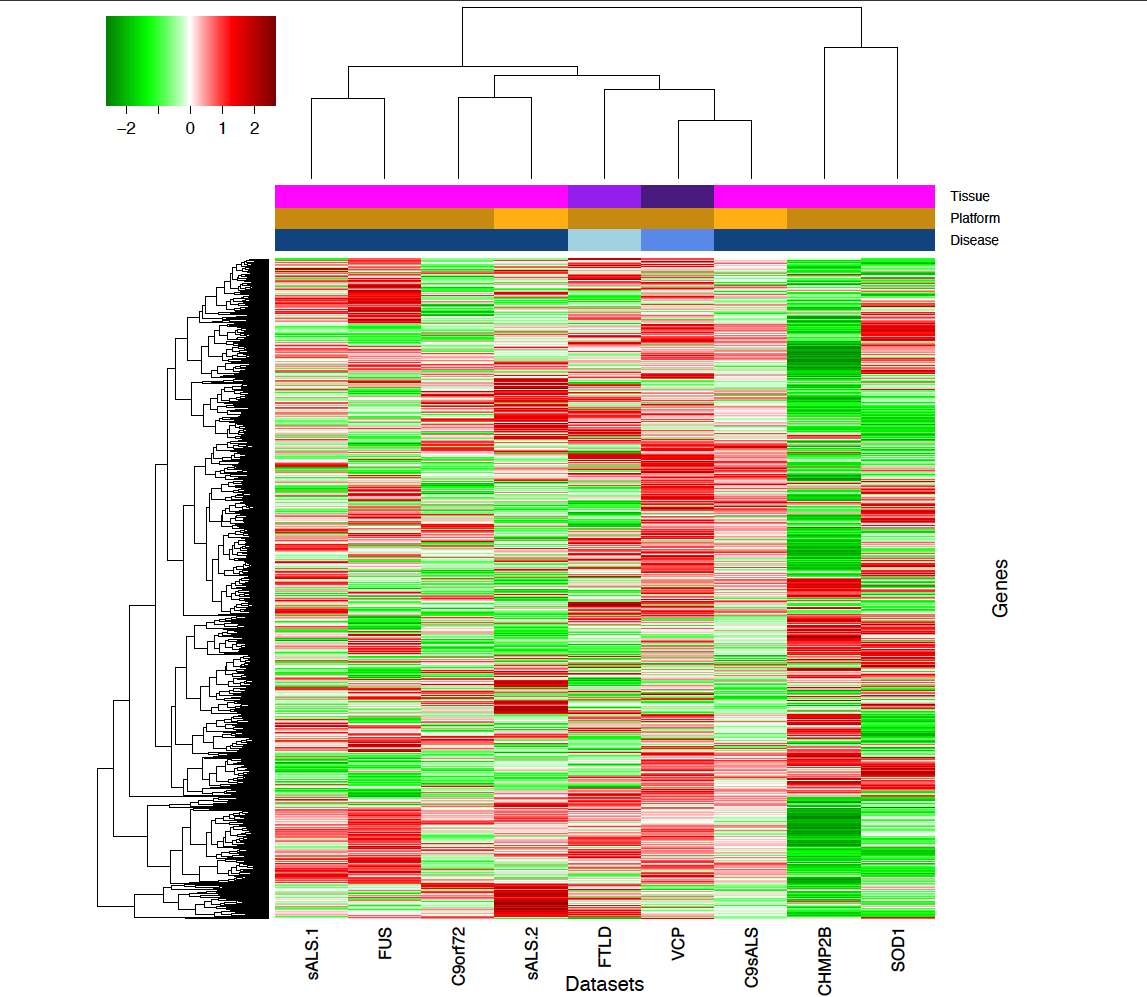 −2 0 1 2
Tissue
Platform
Disease
Genes
sALS.1 FUS C9orf72 sALS.2 FTLD VCP C9sALS CHMP2B SOD1
Datasets